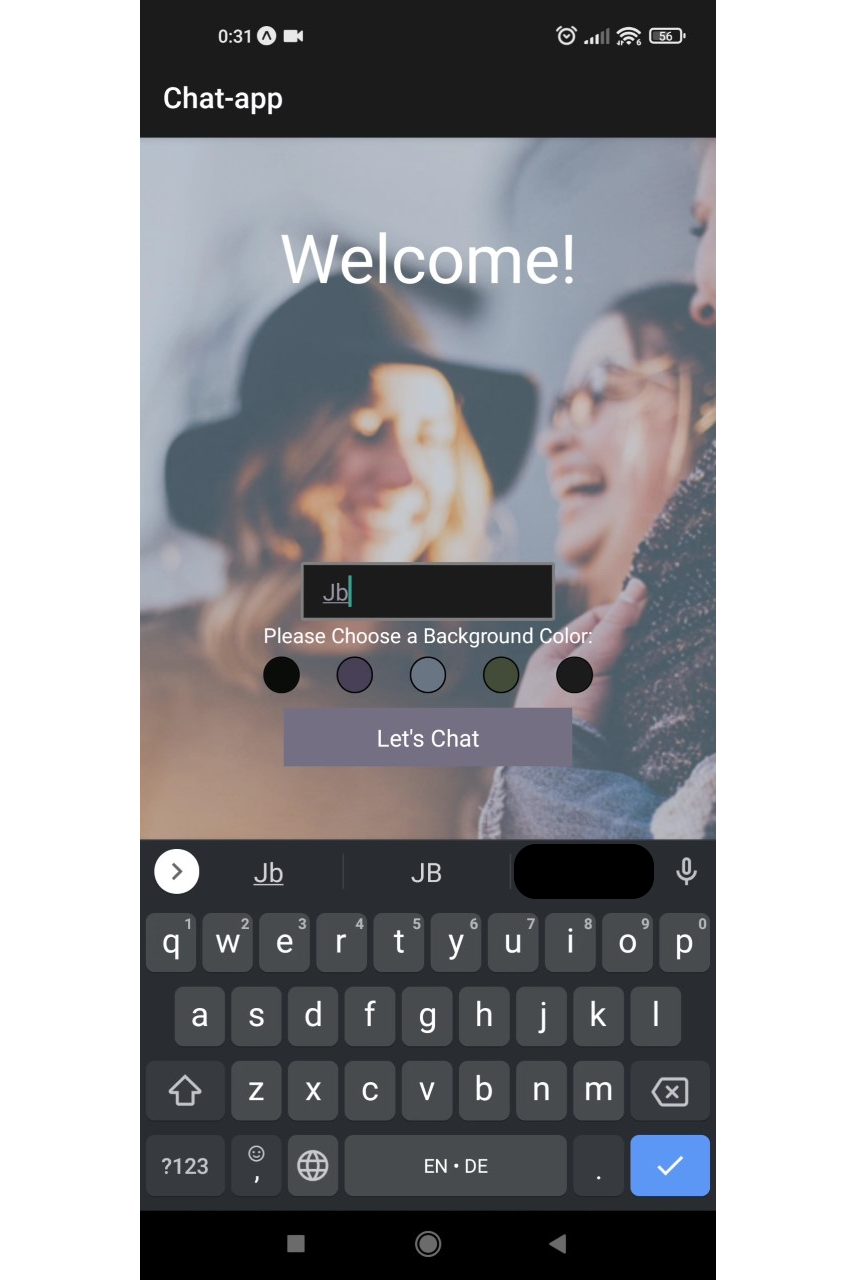 0:31 56
Chat-app
Welcome!
Jb
Please Choose a Background Color:
Let's Chat
Jb JB
1 2 3 4 5 6 7 8 9 0
q w e r t y u i o p
a s d f g h j k l
z x c v b n m
?123 , EN • DE .